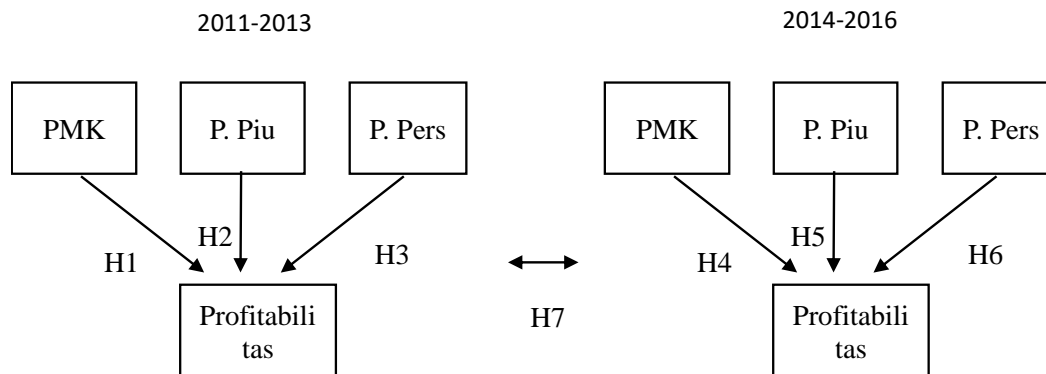 2011-2013
2014-2016
PMK
P. Piu
P. Pers
PMK
P. Piu
P. Pers
H1
H2
H3
H4
H5
H6
H7
Profitabili
tas
Profitabili
tas